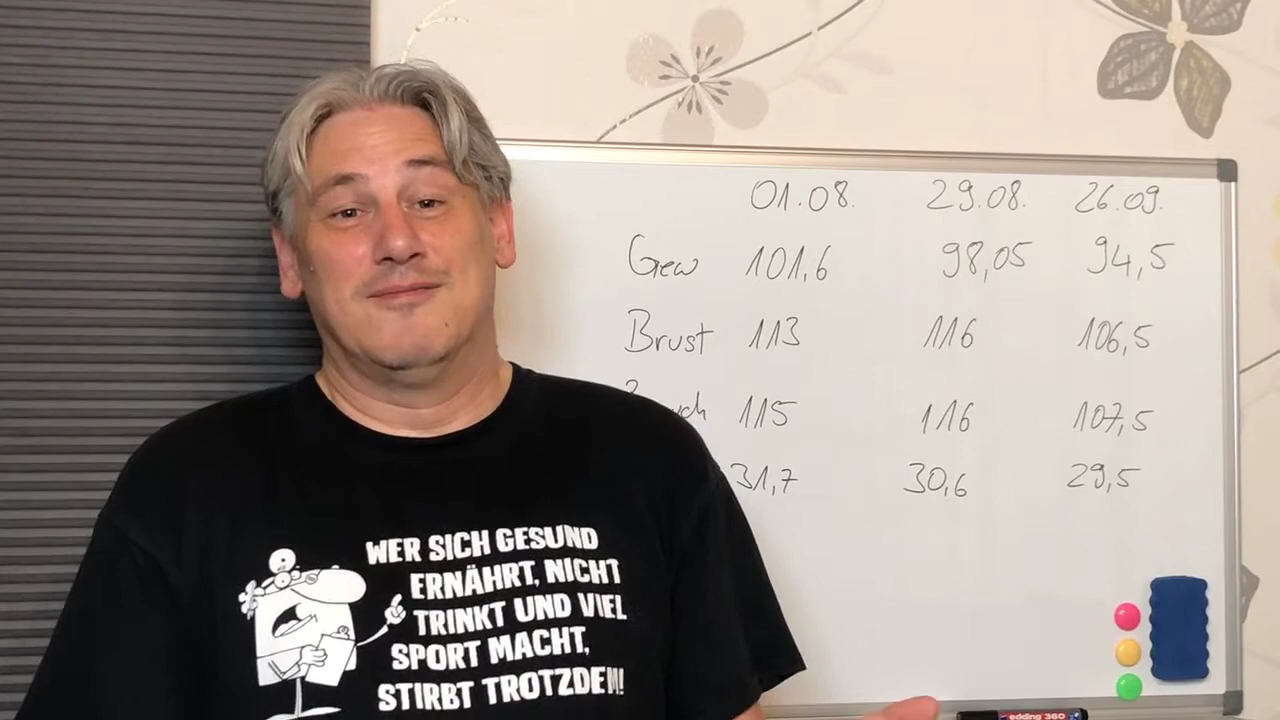 01.08. 29.08. 26.09.
Gew 101,6 98,05 94,5
Brust 113 116 106,5
115 116 107,5
31,7 30,6 29,5
WER SICH GESUND
ERNÄHRT, NICHT
TRINKT UND VIEL
SPORT MACHT,
STIRBT TROTZDEM!
edding 360